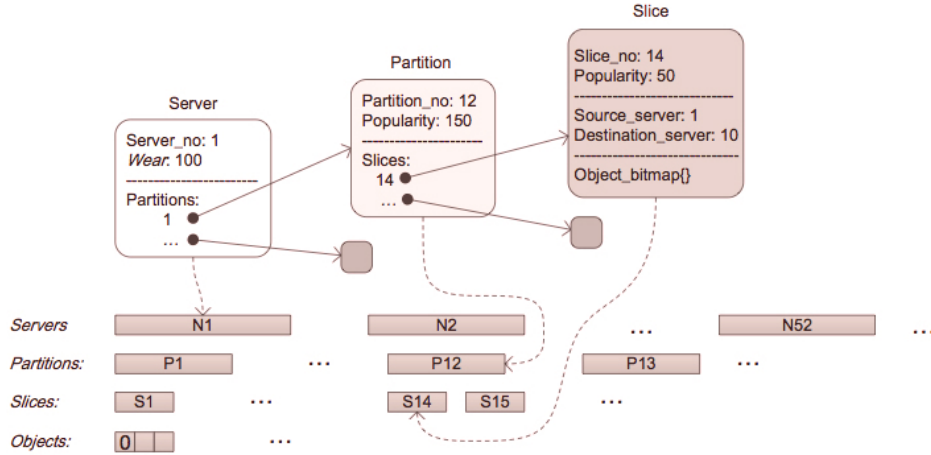 Slice
Slice_no: 14
Popularity: 50
Source_server: 1
Destination_server: 10
Object_bitmap{}
Partition
Partition_no: 12
Popularity: 150
Slices:
14
...
Server
Server_no: 1
Wear: 100
Partitions:
1
...
Servers N1 N2 ... N52 ...
Partitions: P1 ... P12 P13 ...
Slices: S1 ... S14 S15 ...
Objects: 0 ...